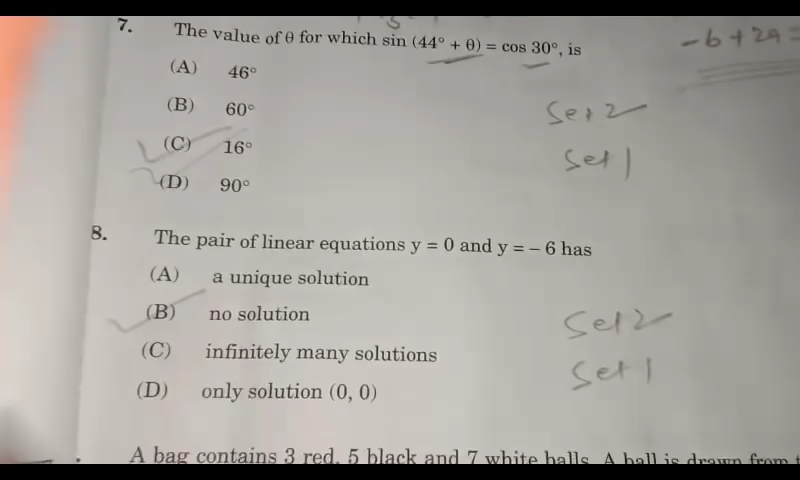 7. The value of θ for which sin (44° + θ) = cos 30°, is
-6+2a=
(A) 46°
(B) 60°
Set 2
(C) 16°
Set 1
(D) 90°
8. The pair of linear equations y = 0 and y = – 6 has
(A) a unique solution
(B) no solution
Set 2
(C) infinitely many solutions
Set 1
(D) only solution (0, 0)
A bag contains 3 red, 5 black and 7 white balls. A ball is drawn from